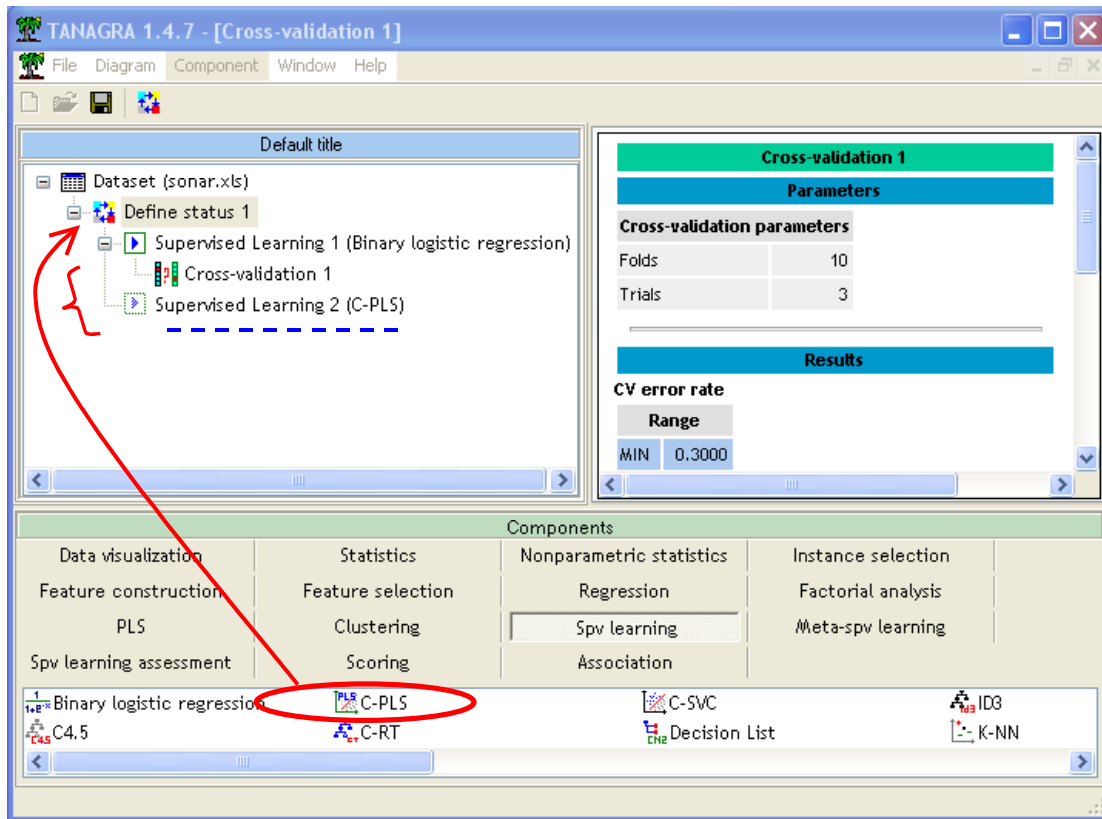 TANAGRA 1.4.7 - [Cross-validation 1]
File Diagram Component Window Help
Default title
Dataset (sonar.xls)
Define status 1
Supervised Learning 1 (Binary logistic regression)
Cross-validation 1
Supervised Learning 2 (C-PLS)
Cross-validation 1
Parameters
Cross-validation parameters
Folds 10
Trials 3
Results
CV error rate
Range
MIN 0.3000
Components
Data visualization Statistics Nonparametric statistics Instance selection
Feature construction Feature selection Regression Factorial analysis
PLS Clustering Spv learning Meta-spv learning
Spv learning assessment Scoring Association
Binary logistic regression C-PLS C-SVC ID3
C4.5 C-RT Decision List K-NN